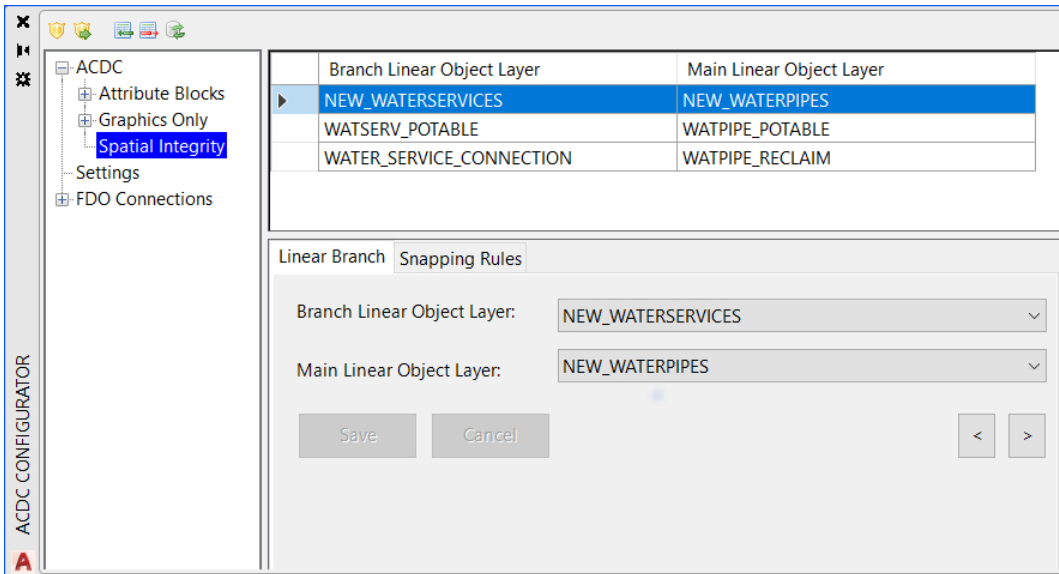 ACDC
Attribute Blocks
Graphics Only
Spatial Integrity
Settings
FDO Connections
Branch Linear Object Layer Main Linear Object Layer
NEW_WATERSERVICES NEW_WATERPIPES
WATSERV_POTABLE WATPIPE_POTABLE
WATER_SERVICE_CONNECTION WATPIPE_RECLAIM
Linear Branch Snapping Rules
Branch Linear Object Layer: NEW_WATERSERVICES
Main Linear Object Layer: NEW_WATERPIPES
Save Cancel < >
ACDC CONFIGURATOR
A